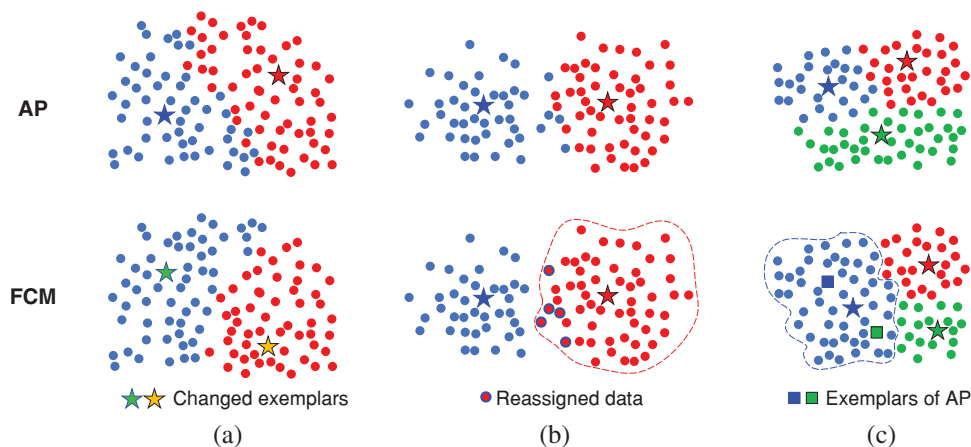 AP
FCM
Changed exemplars
Reassigned data
Exemplars of AP
(a)
(b)
(c)